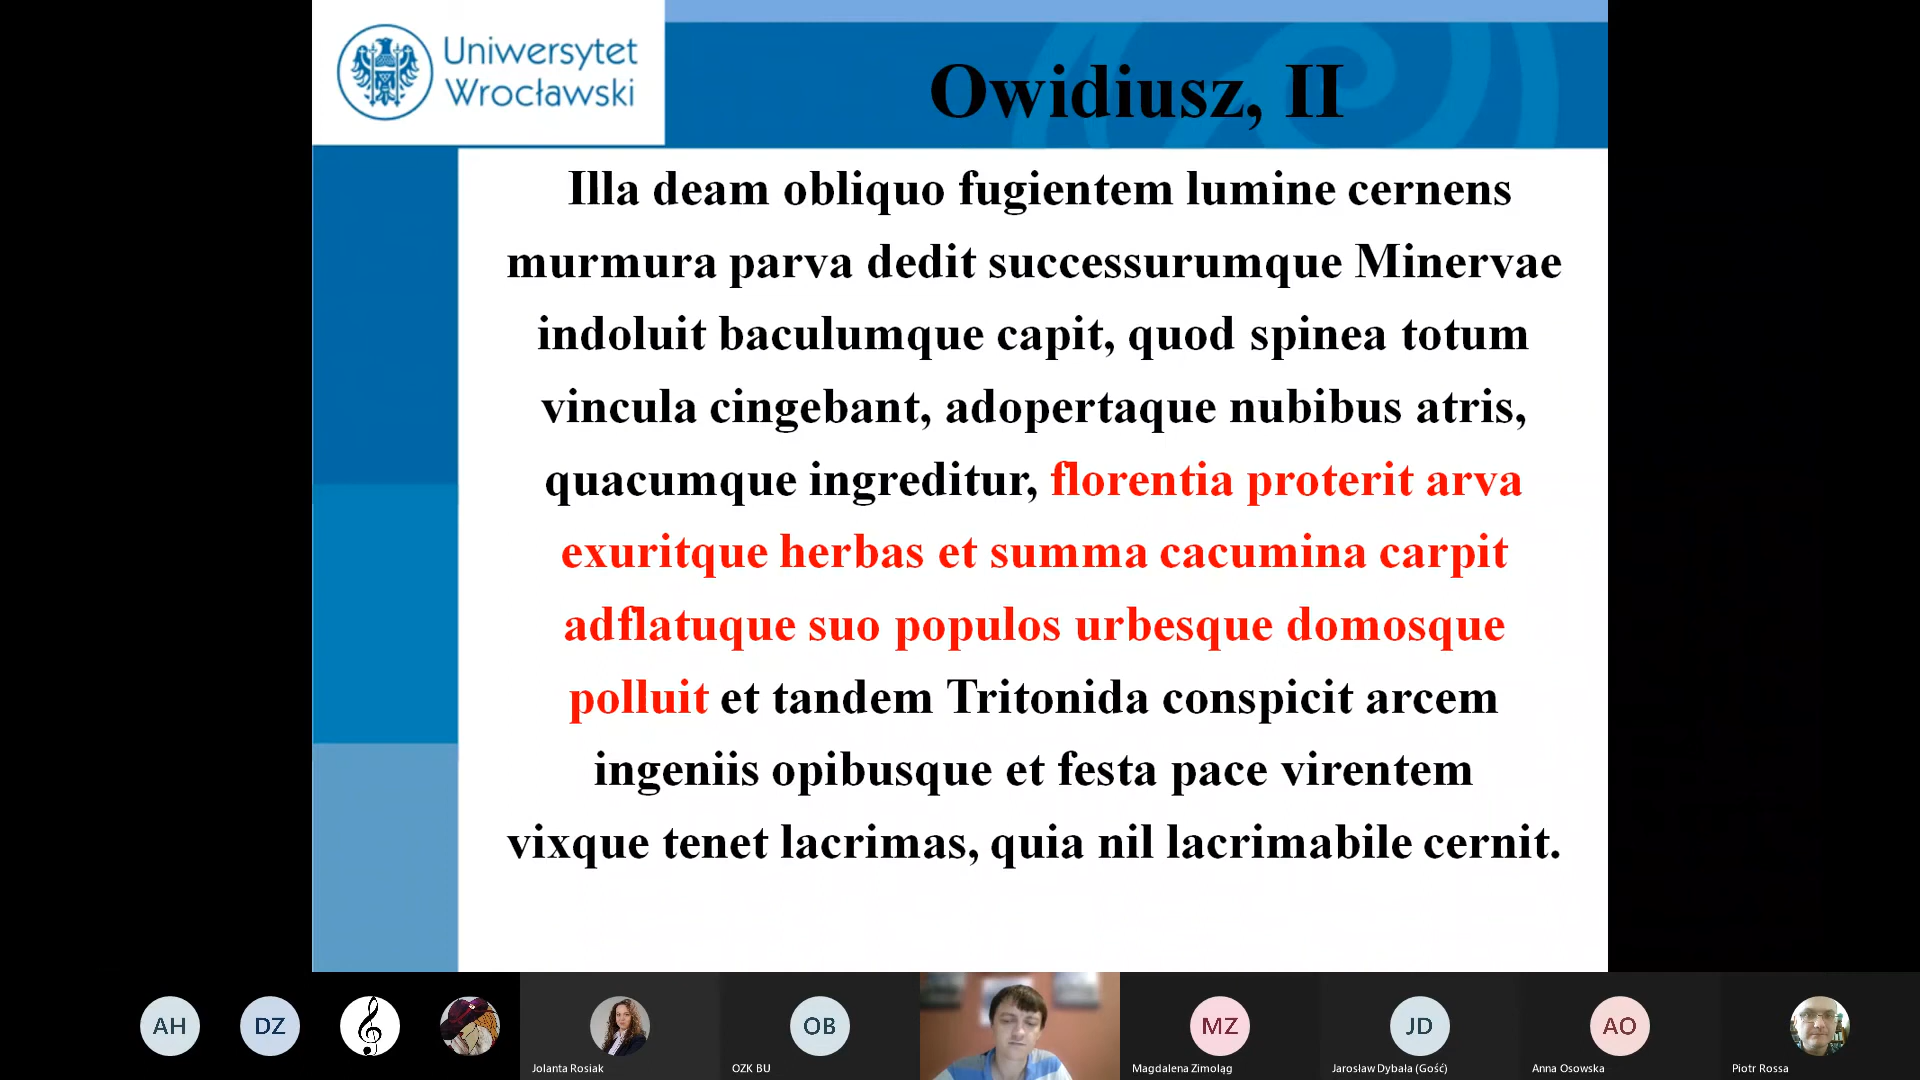 Uniwersytet
Wrocławski
Owidiusz, II
Illa deam obliquo fugientem lumine cernens
murmura parva dedit successurumque Minervae
indoluit baculumque capit, quod spinea totum
vincula cingebant, adopertaque nubibus atris,
quacumque ingreditur, florentia proterit arva
exuritque herbas et summa cacumina carpit
adflatuque suo populos urbesque domosque
polluit et tandem Tritonida conspicit arcem
ingeniis opibusque et festa pace virentem
vixque tenet lacrimas, quia nil lacrimabile cernit.
AH
DZ
Jolanta Rosiak
OB
OZK BU
MZ
Magdalena Zimoląg
JD
Jarosław Dybała (Gość)
AO
Anna Osowska
Piotr Rossa